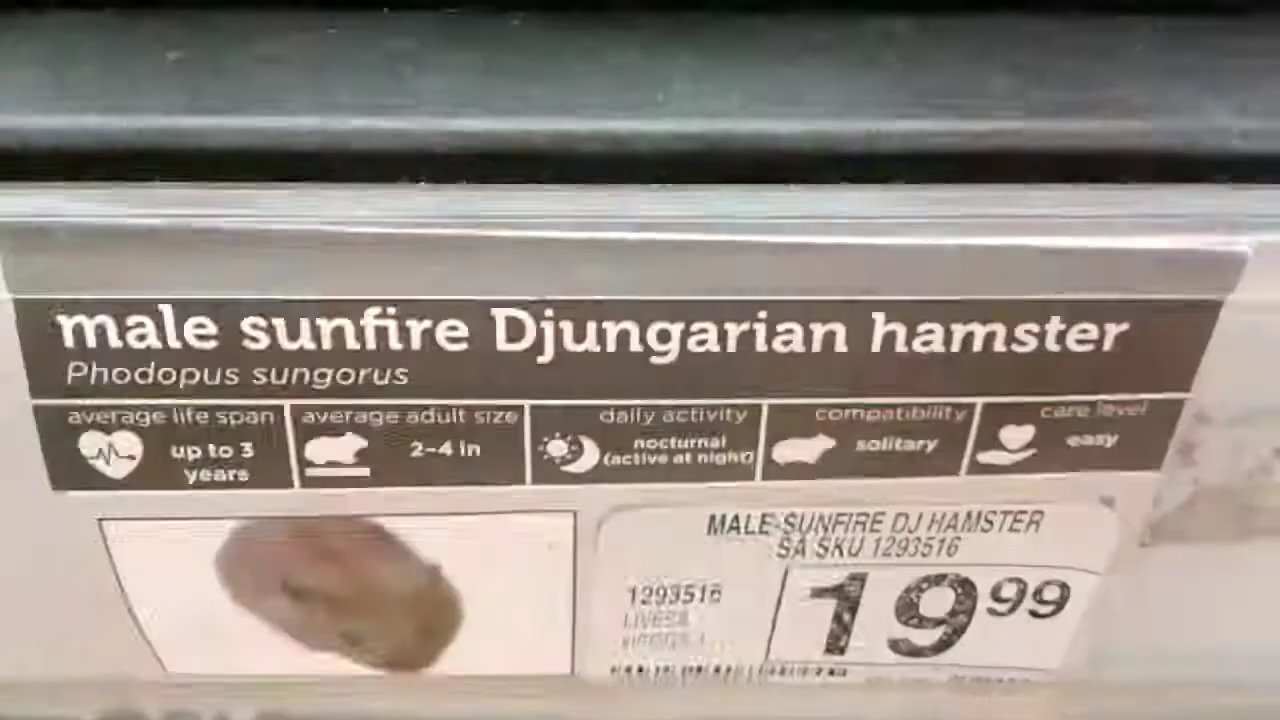 male sunfire Djungarian hamster
Phodopus sungorus
average life span
up to 3
years
average adult size
2-4 in
daily activity
nocturnal
(active at night)
compatibility
solitary
care level
easy
MALE SUNFIRE DJ HAMSTER
SA SKU 1293516
1293516
19 99